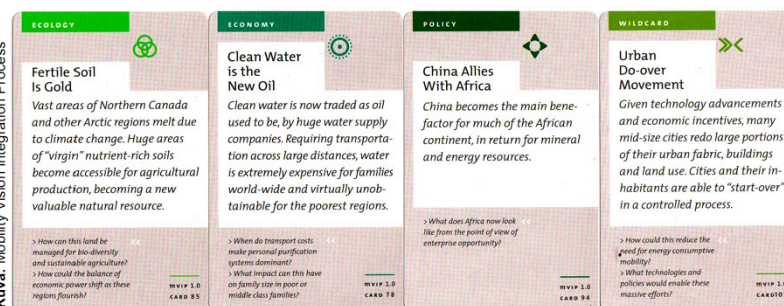 Mobility Vision Integration Process
ECOLOGY
Fertile Soil
Is Gold
Vast areas of Northern Canada
and other Arctic regions melt due
to climate change. Huge areas
of “virgin” nutrient-rich soils
become accessible for agricultural
production, becoming a new
valuable natural resource.
> How can this land be
managed for bio-diversity
and sustainable agriculture?
> How could the balance of
economic power shift as these
regions flourish?
MVIP 1.0
CARD 85
ECONOMY
Clean Water
is the
New Oil
Clean water is now traded as oil
used to be, by huge water supply
companies. Requiring transporta-
tion across large distances, water
is extremely expensive for families
world-wide and virtually unob-
tainable for the poorest regions.
> When do transport costs
make personal purification
systems dominant?
> What impact can this have
on family size in poor or
middle class families?
MVIP 1.0
CARD 78
POLICY
China Allies
With Africa
China becomes the main bene-
factor for much of the African
continent, in return for mineral
and energy resources.
> What does Africa now look
like from the point of view of
enterprise opportunity?
MVIP 1.0
CARD 94
WILDCARD
Urban
Do-over
Movement
Given technology advancements
and economic incentives, many
mid-size cities redo large portions
of their urban fabric, buildings
and land use. Cities and their in-
habitants are able to “start-over”
in a controlled process.
> How could this reduce the
need for energy consumptive
mobility?
> What technologies and
policies would enable these
massive efforts?
MVIP 1.
CARD10